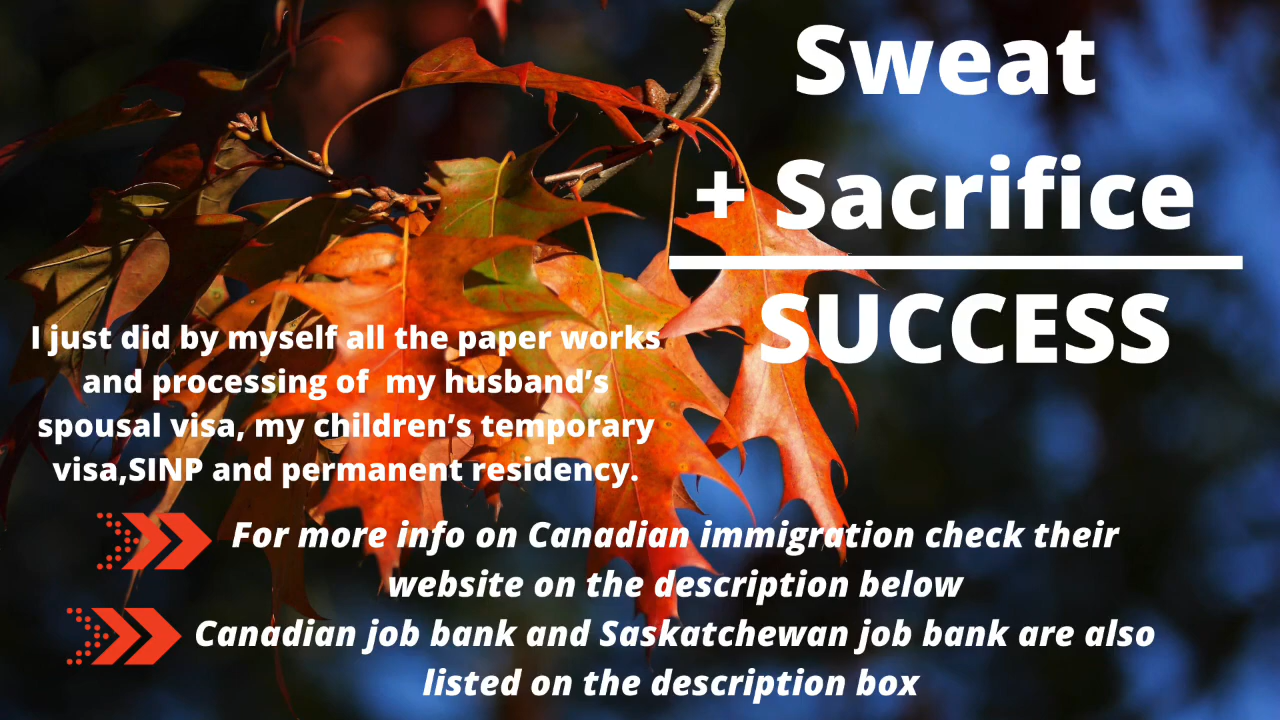 Sweat
+ Sacrifice
SUCCESS
I just did by myself all the paper works
and processing of  my husband’s
spousal visa, my children’s temporary
visa,SINP and permanent residency.
For more info on Canadian immigration check their
website on the description below
Canadian job bank and Saskatchewan job bank are also
listed on the description box